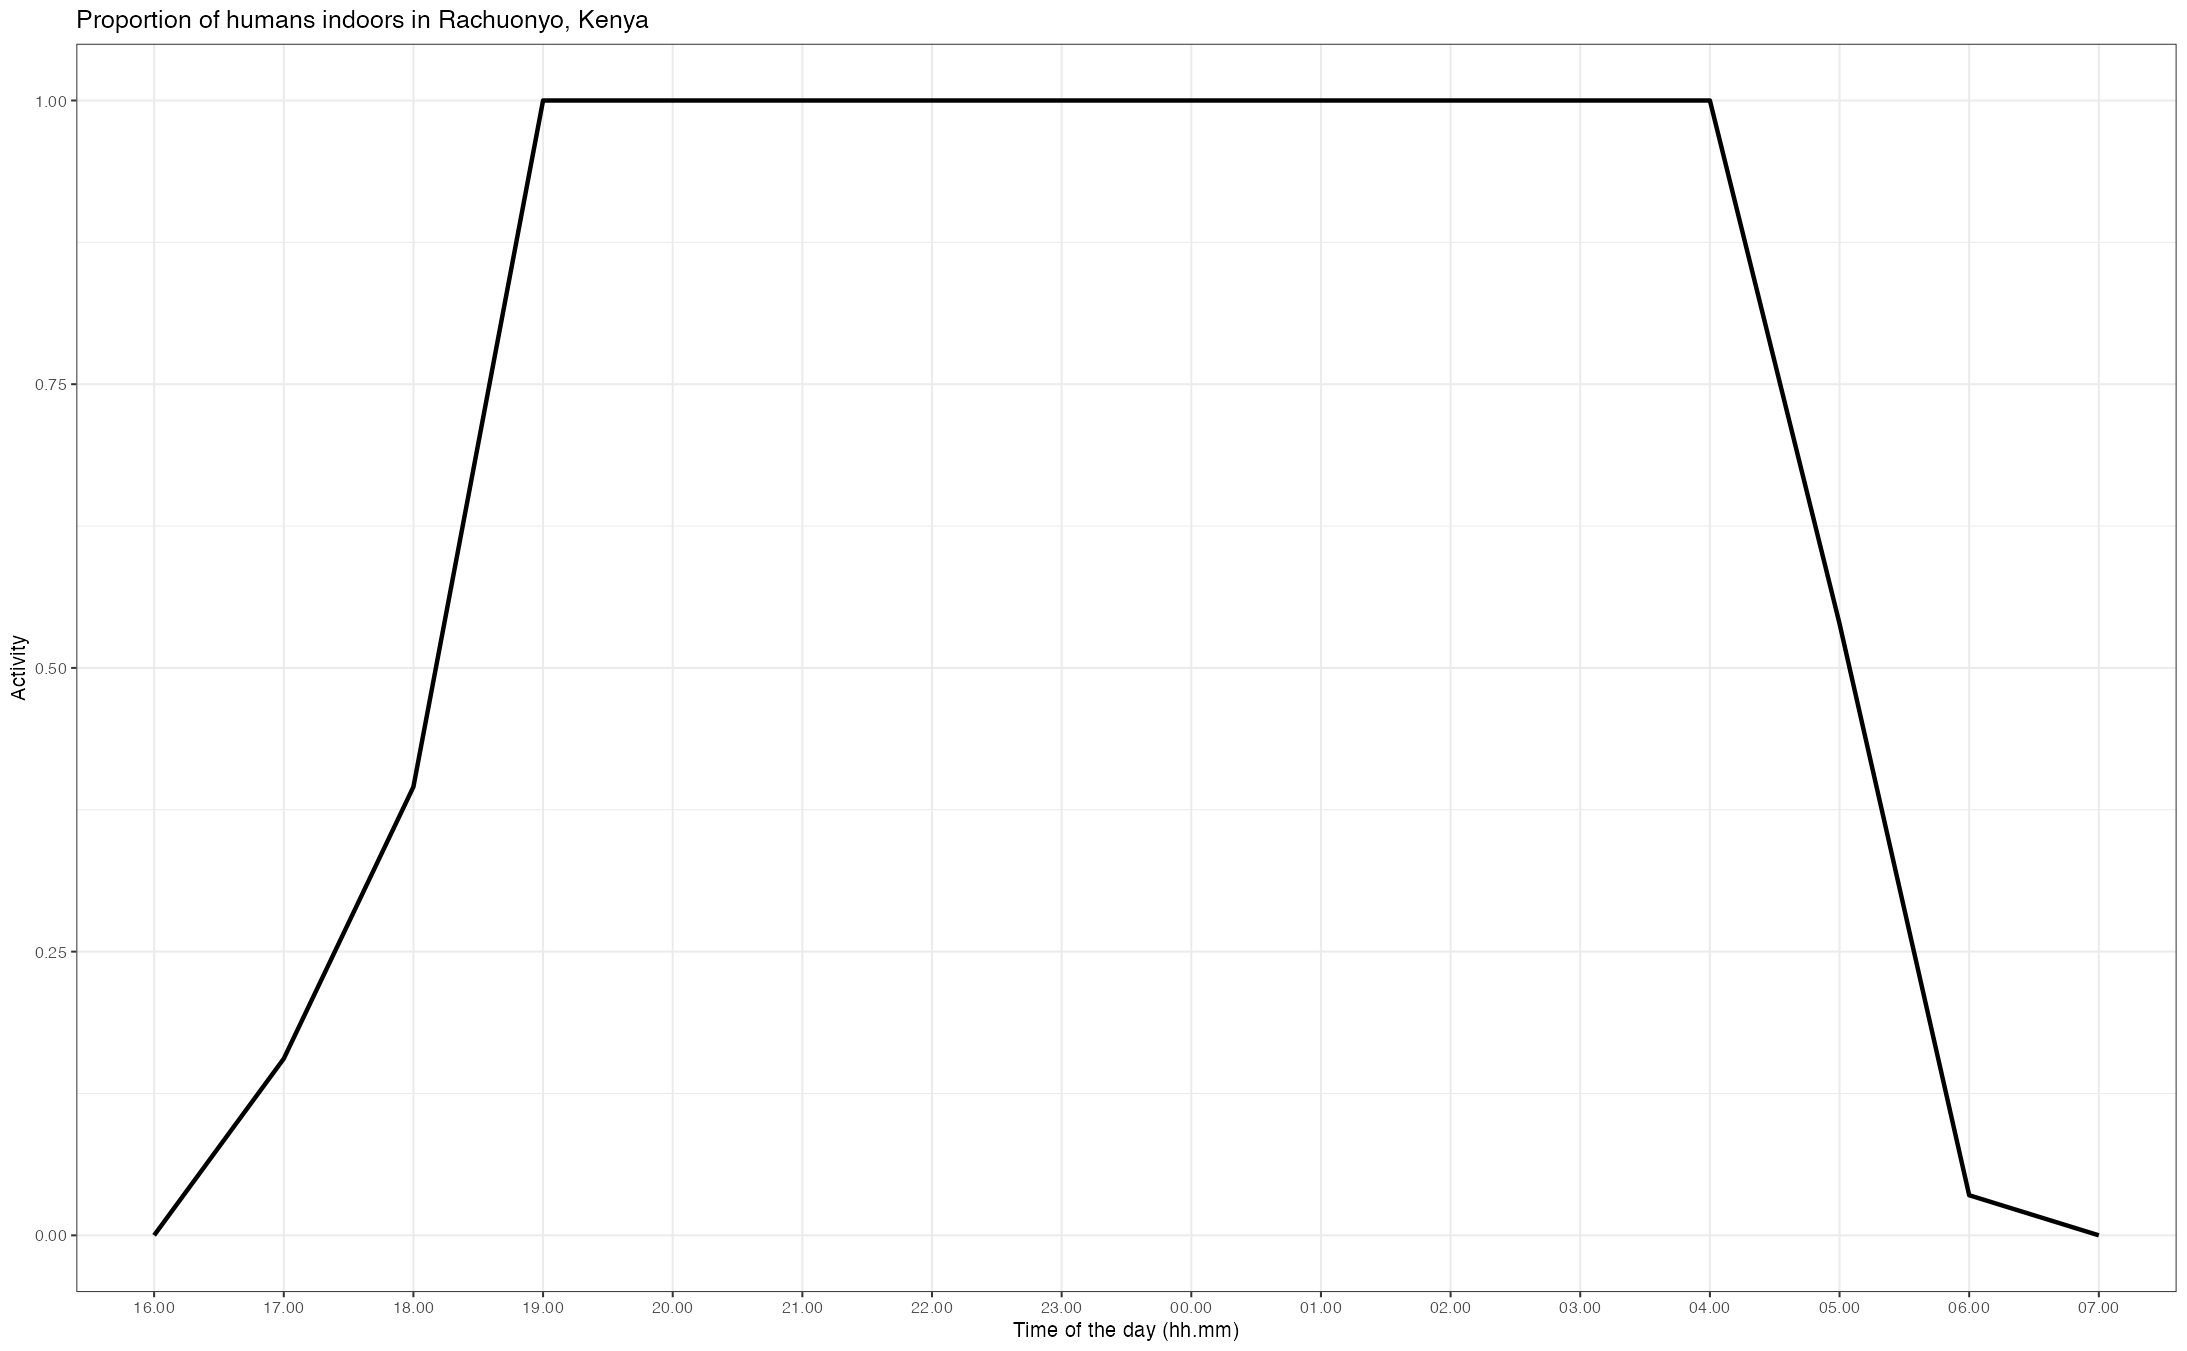 Proportion of humans indoors in Rachuonyo, Kenya
1.00
0.75
0.50
0.25
0.00
Activity
16.00 17.00 18.00 19.00 20.00 21.00 22.00 23.00 00.00 01.00 02.00 03.00 04.00 05.00 06.00 07.00
Time of the day (hh.mm)